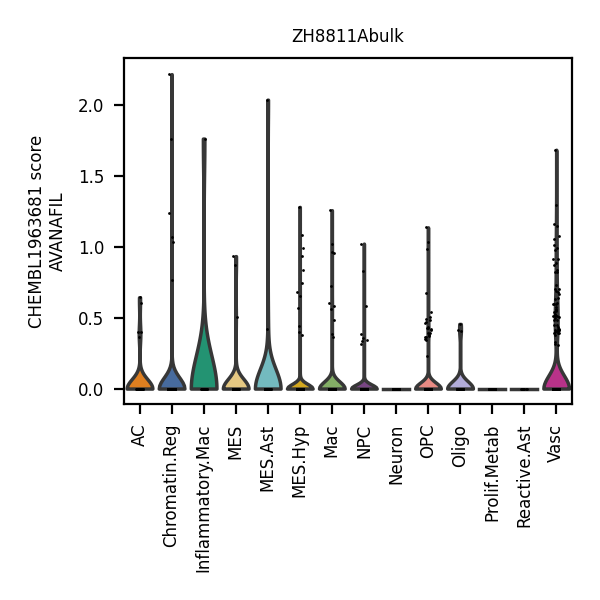 ZH8811Abulk
CHEMBL1963681 score
AVANAFIL
2.0
1.5
1.0
0.5
0.0
AC
Chromatin.Reg
Inflammatory.Mac
MES
MES.Ast
MES.Hyp
Mac
NPC
Neuron
OPC
Oligo
Prolif.Metab
Reactive.Ast
Vasc